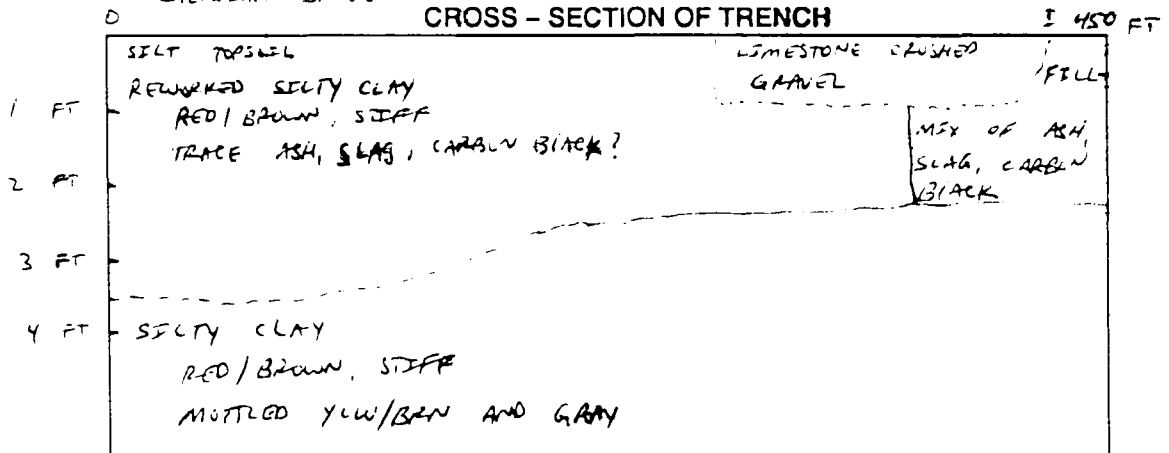 CROSS – SECTION OF TRENCH
0
I 450 FT
SILT TOPSOIL
REWORKED SILTY CLAY
RED/BROWN, STIFF
TRACE ASH, SLAG, CARBON BLACK?
LIMESTONE CRUSHED
GRAVEL
FILL
MIX OF ASH,
SLAG, CARBON
BLACK
1 FT
2 FT
3 FT
4 FT
SILTY CLAY
RED/BROWN, STIFF
MOTTLED YLW/BRN AND GRAY